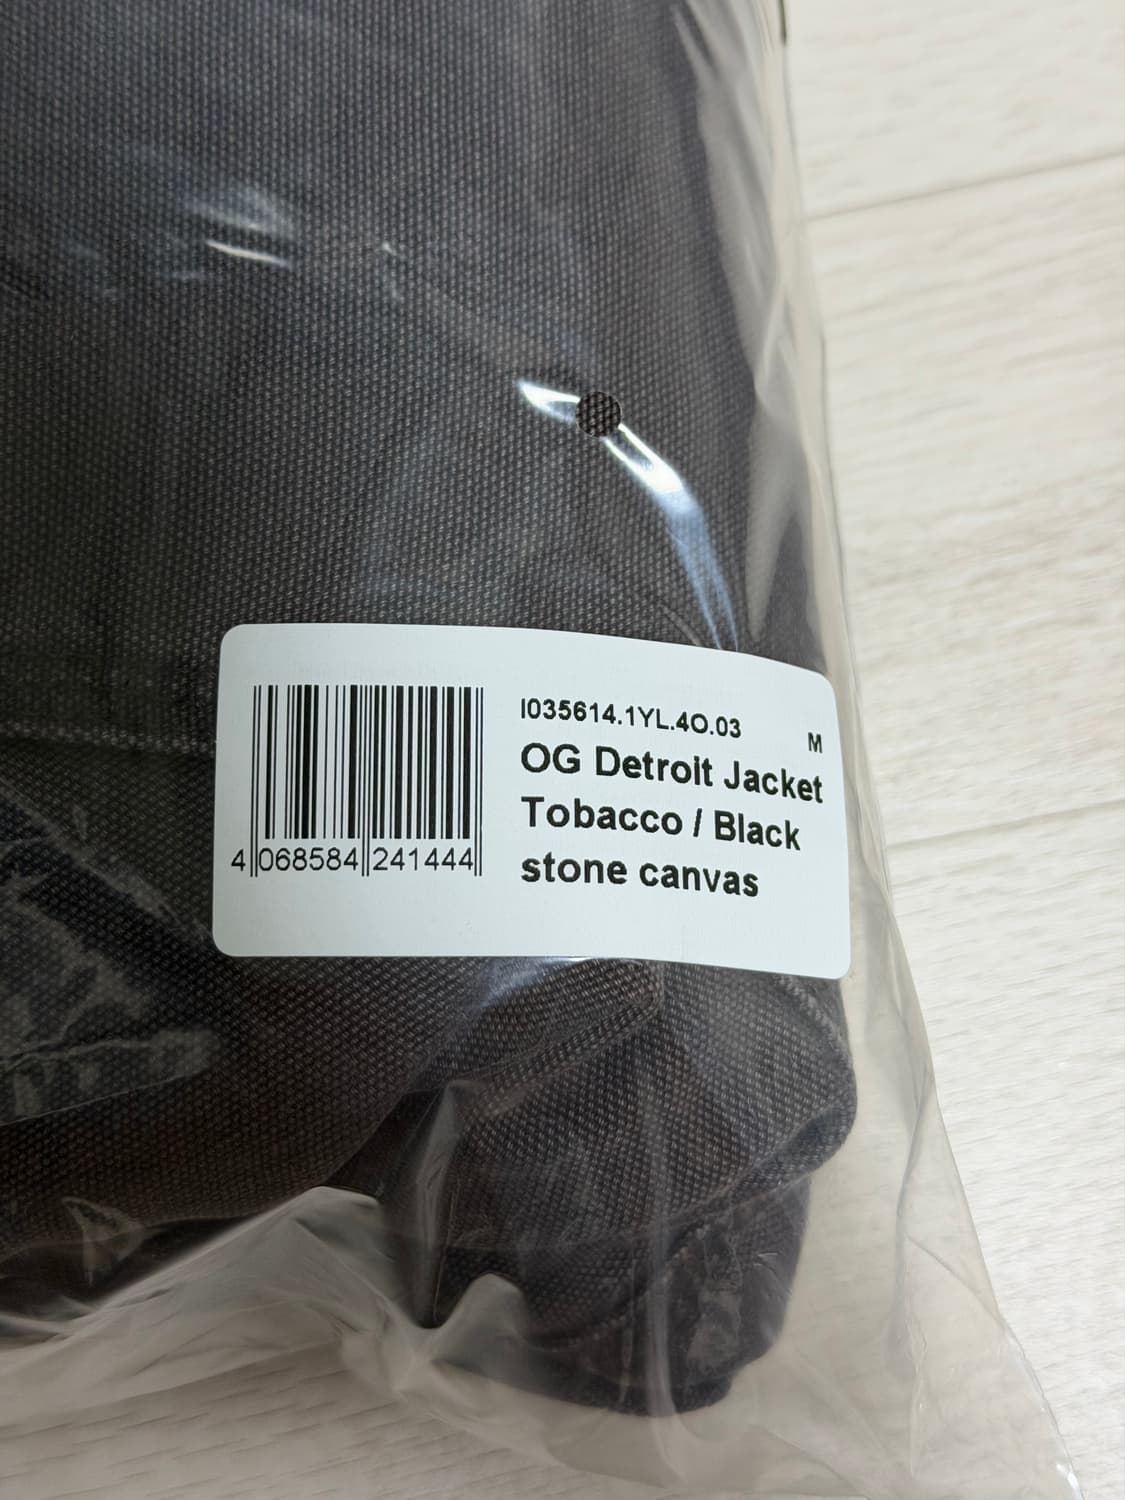 I035614.1YL.4O.03
M
OG Detroit Jacket
Tobacco / Black
stone canvas
4 068584 241444